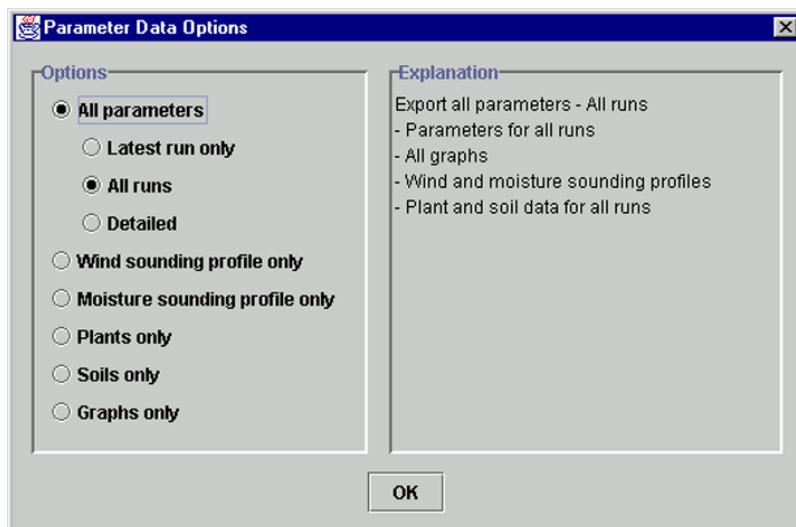 Parameter Data Options
Options
All parameters
Latest run only
All runs
Detailed
Wind sounding profile only
Moisture sounding profile only
Plants only
Soils only
Graphs only
Explanation
Export all parameters - All runs
- Parameters for all runs
- All graphs
- Wind and moisture sounding profiles
- Plant and soil data for all runs
OK